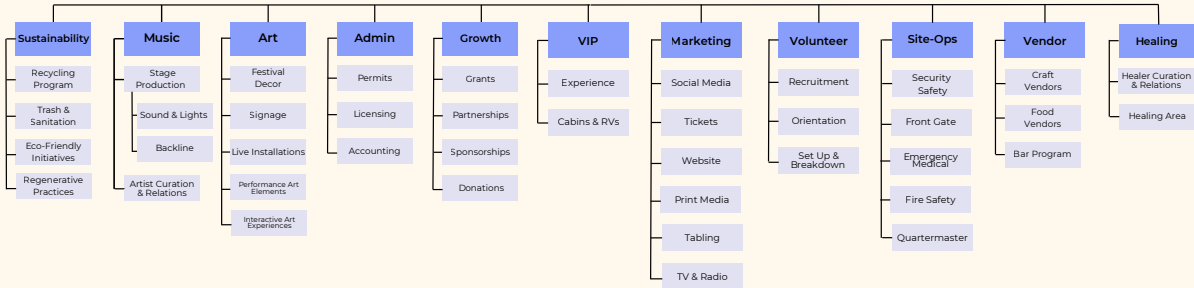 Sustainability
Recycling
Program
Trash &
Sanitation
Eco-Friendly
Initiatives
Regenerative
Practices
Music
Stage
Production
Sound & Lights
Backline
Artist Curation
& Relations
Art
Festival
Decor
Signage
Live Installations
Performance Art
Elements
Interactive Art
Experiences
Admin
Permits
Licensing
Accounting
Growth
Grants
Partnerships
Sponsorships
Donations
VIP
Experience
Cabins & RVs
Marketing
Social Media
Tickets
Website
Print Media
Tabling
TV & Radio
Volunteer
Recruitment
Orientation
Set Up &
Breakdown
Site-Ops
Security
Safety
Front Gate
Emergency
Medical
Fire Safety
Quartermaster
Vendor
Craft
Vendors
Food
Vendors
Bar Program
Healing
Healer Curation
& Relations
Healing Area